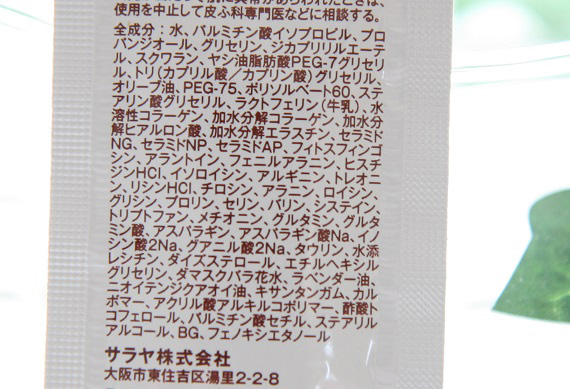 使用を中止して皮ふ科専門医などに相談する。
全成分：水、パルミチン酸イソプロピル、プロ
パンジオール、グリセリン、ジカプリリルエーテ
ル、スクワラン、ヤシ油脂肪酸PEG-7グリセリ
ル、トリ(カプリル酸／カプリン酸)グリセリル、
オリーブ油、PEG-75、ポリソルベート60、ステ
アリン酸グリセリル、ラクトフェリン(牛乳)、水
溶性コラーゲン、加水分解コラーゲン、加水分
解ヒアルロン酸、加水分解エラスチン、セラミド
NG、セラミドNP、セラミドAP、フィトスフィンゴ
シン、アラントイン、フェニルアラニン、ヒスチ
ジンHCl、イソロイシン、アルギニン、トレオニ
ン、リシンHCl、チロシン、アラニン、ロイシン、
グリシン、プロリン、セリン、バリン、システイン、
トリプトファン、メチオニン、グルタミン、グルタ
ミン酸、アスパラギン、アスパラギン酸Na、イノ
シン酸2Na、グアニル酸2Na、タウリン、水添
レシチン、ダイズステロール、エチルヘキシル
グリセリン、ダマスクバラ花水、ラベンダー油、
ニオイテンジクアオイ油、キサンタンガム、カル
ボマー、アクリル酸アルキルコポリマー、酢酸ト
コフェロール、パルミチン酸セチル、ステアリル
アルコール、BG、フェノキシエタノール
サラヤ株式会社
大阪市東住吉区湯里2-2-8